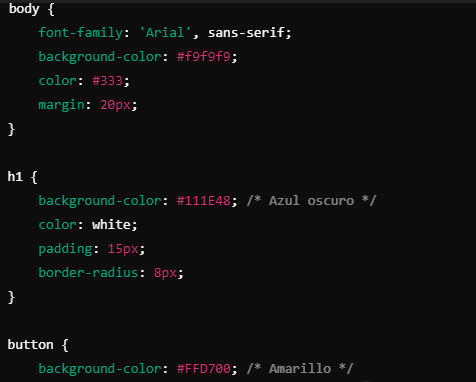 body {
font-family: 'Arial', sans-serif;
background-color: #f9f9f9;
color: #333;
margin: 20px;
}
h1 {
background-color: #111E48; /* Azul oscuro */
color: white;
padding: 15px;
border-radius: 8px;
}
button {
background-color: #FFD700; /* Amarillo */